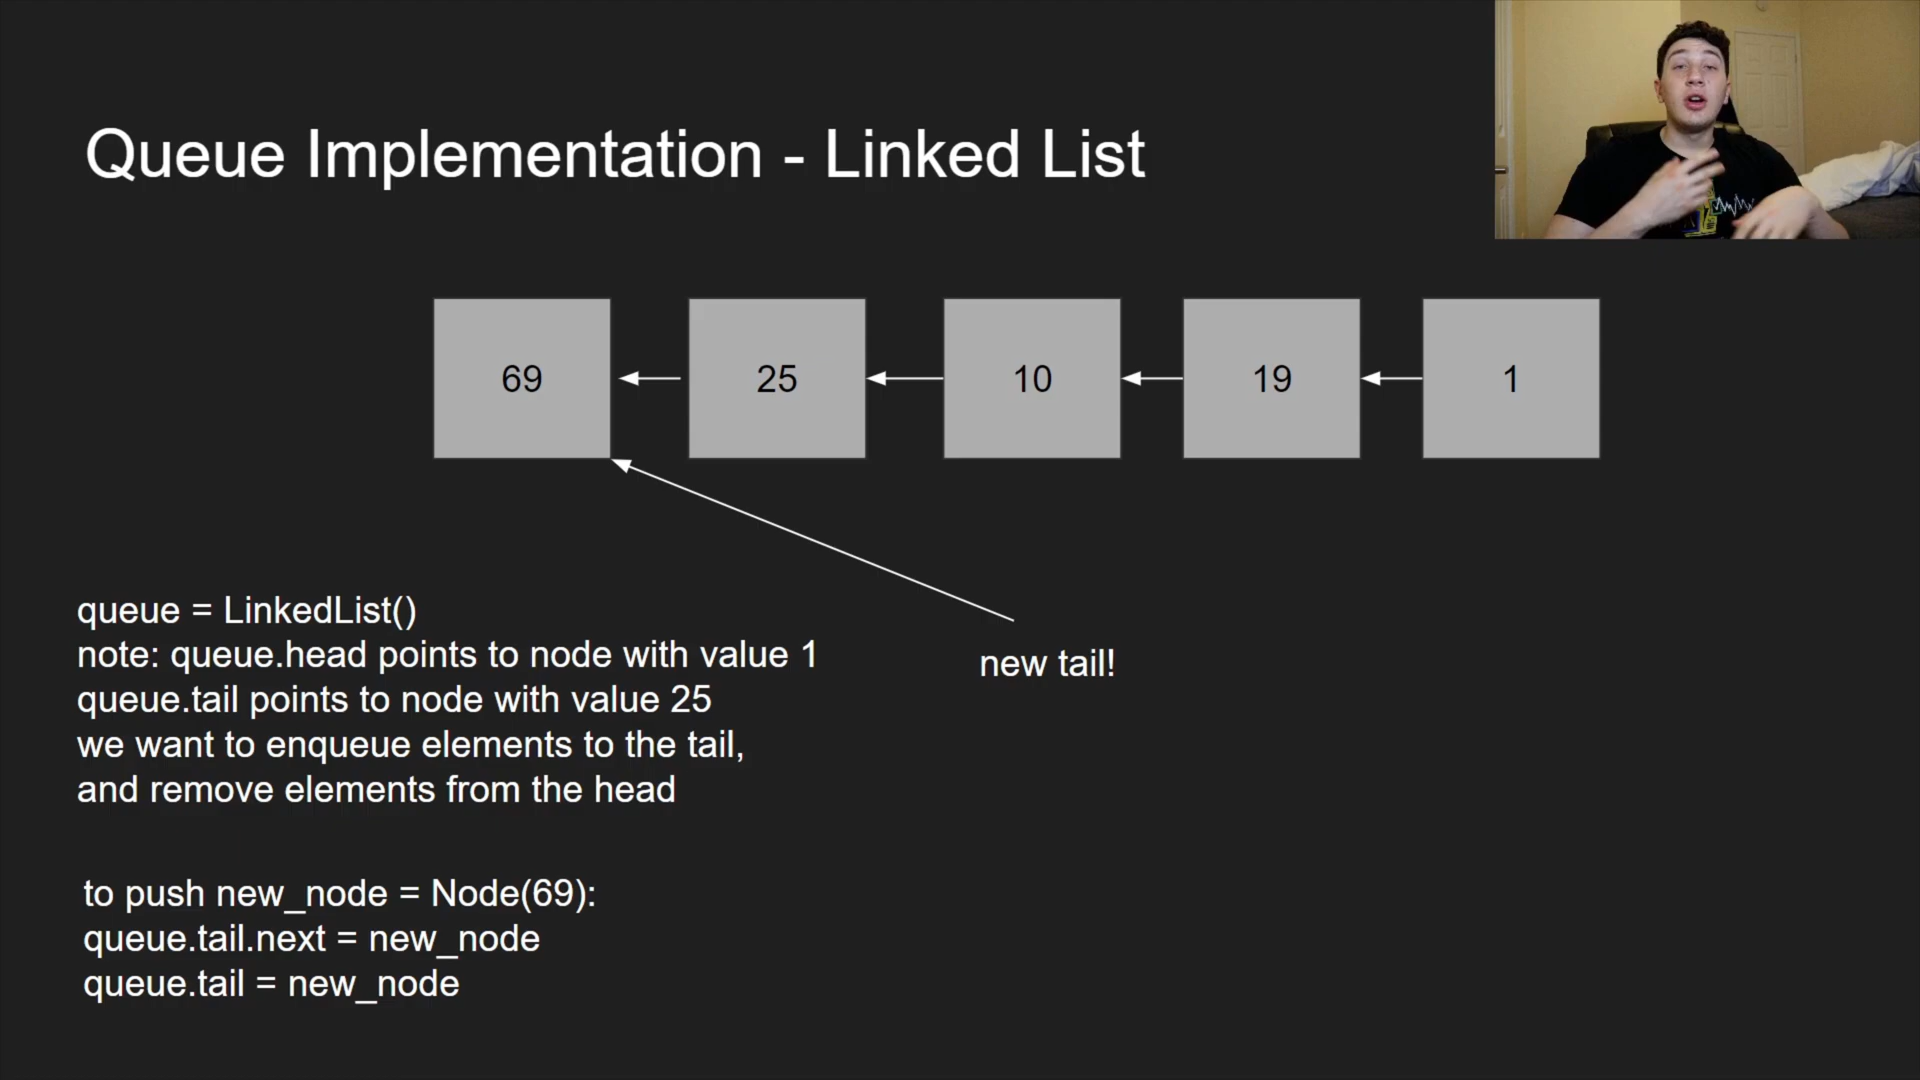 Queue Implementation - Linked List
69
25
10
19
1
queue = LinkedList()
note: queue.head points to node with value 1
queue.tail points to node with value 25
we want to enqueue elements to the tail,
and remove elements from the head
new tail!
to push new_node = Node(69):
queue.tail.next = new_node
queue.tail = new_node